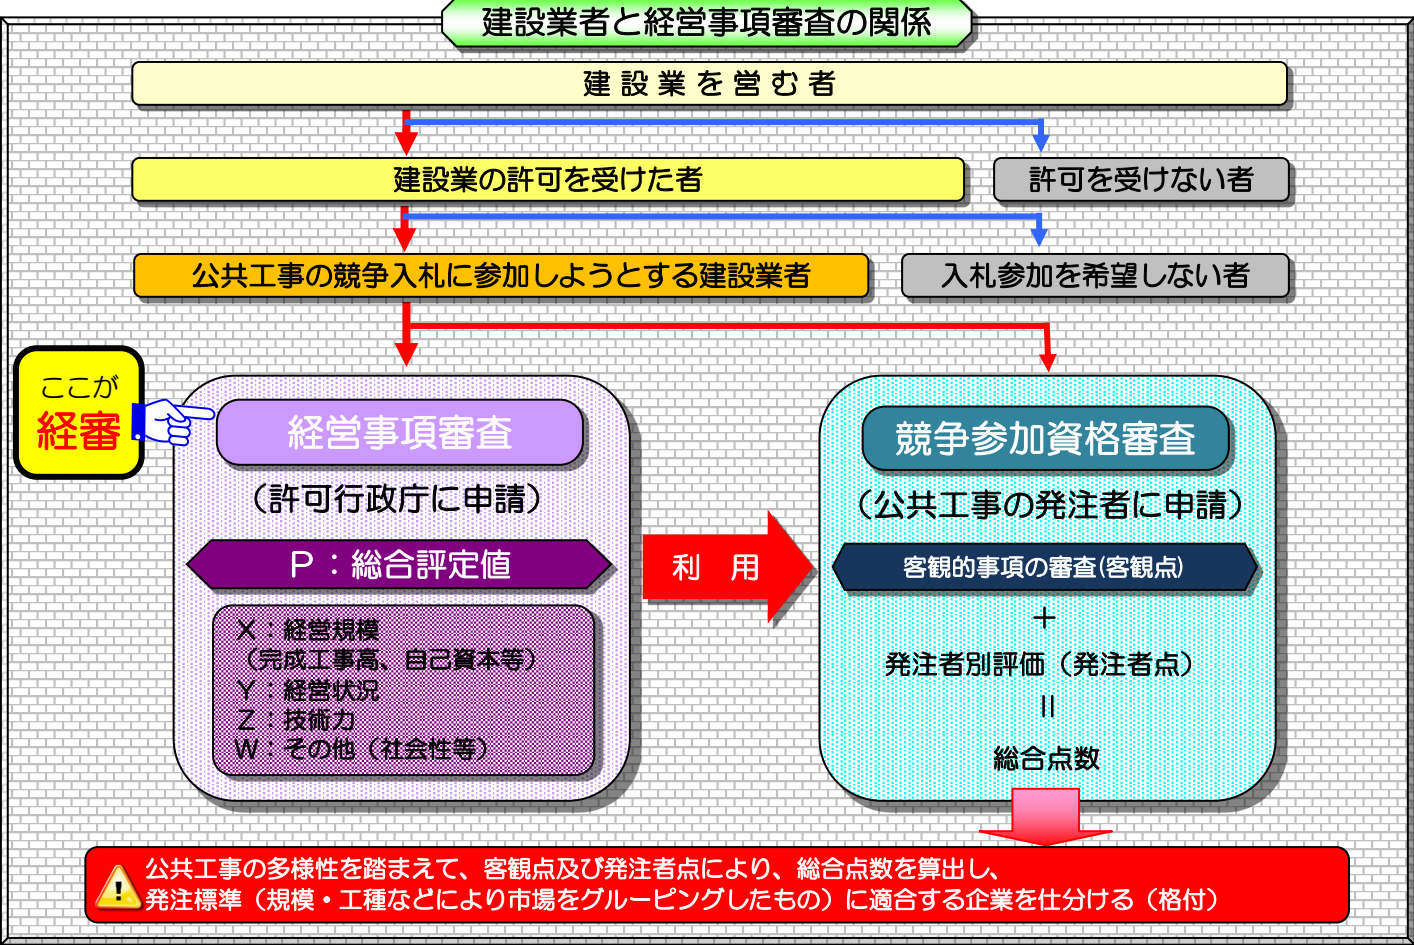 建設業者と経営事項審査の関係
建設業を営む者
建設業の許可を受けた者
許可を受けない者
公共工事の競争入札に参加しようとする建設業者
入札参加を希望しない者
ここが
経審
経営事項審査
(許可行政庁に申請)
P：総合評定値
X：経営規模
（完成工事高、自己資本等）
Y：経営状況
Z：技術力
W：その他（社会性等）
利　用
競争参加資格審査
(公共工事の発注者に申請)
客観的事項の審査(客観点)
＋
発注者別評価（発注者点）
＝
総合点数
公共工事の多様性を踏まえて、客観点及び発注者点により、総合点数を算出し、
発注標準（規模・工種などにより市場をグルーピングしたもの）に適合する企業を仕分ける（格付）